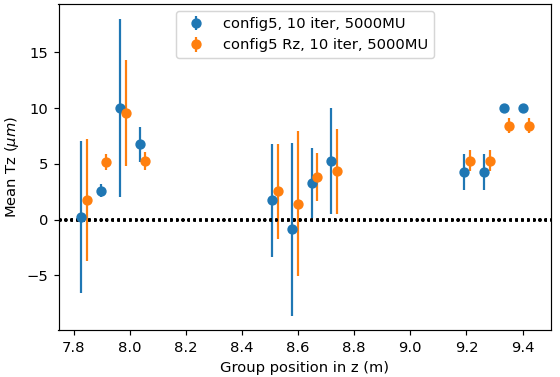 config5, 10 iter, 5000MU
config5 Rz, 10 iter, 5000MU
Mean Tz (μm)
15
10
5
0
−5
7.8 8.0 8.2 8.4 8.6 8.8 9.0 9.2 9.4
Group position in z (m)